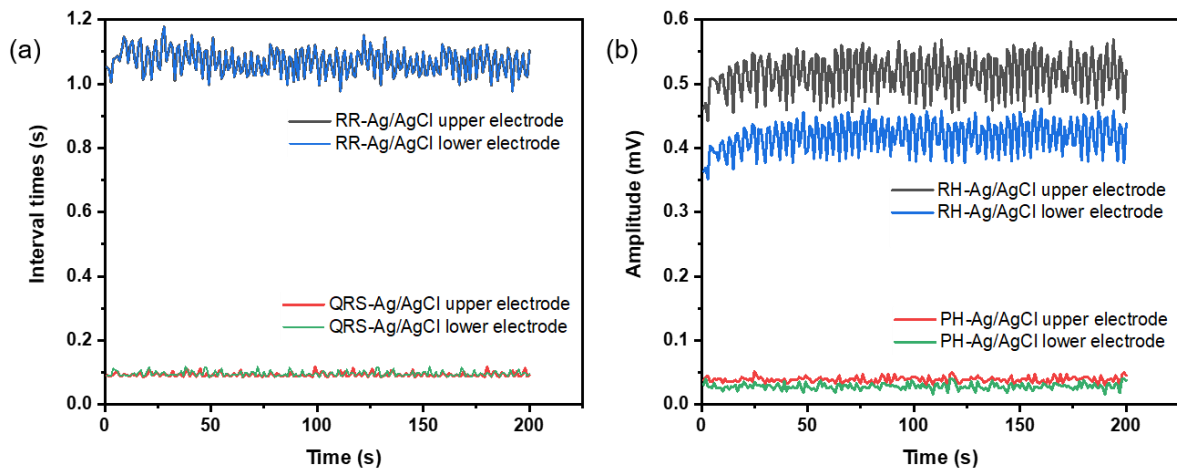 (a)
1.2
1.0
0.8
0.6
0.4
0.2
0.0
Interval times (s)
RR-Ag/AgCl upper electrode
RR-Ag/AgCl lower electrode
QRS-Ag/AgCl upper electrode
QRS-Ag/AgCl lower electrode
0 50 100 150 200
Time (s)
(b)
0.6
0.5
0.4
0.3
0.2
0.1
0.0
Amplitude (mV)
RH-Ag/AgCl upper electrode
RH-Ag/AgCl lower electrode
PH-Ag/AgCl upper electrode
PH-Ag/AgCl lower electrode
0 50 100 150 200
Time (s)